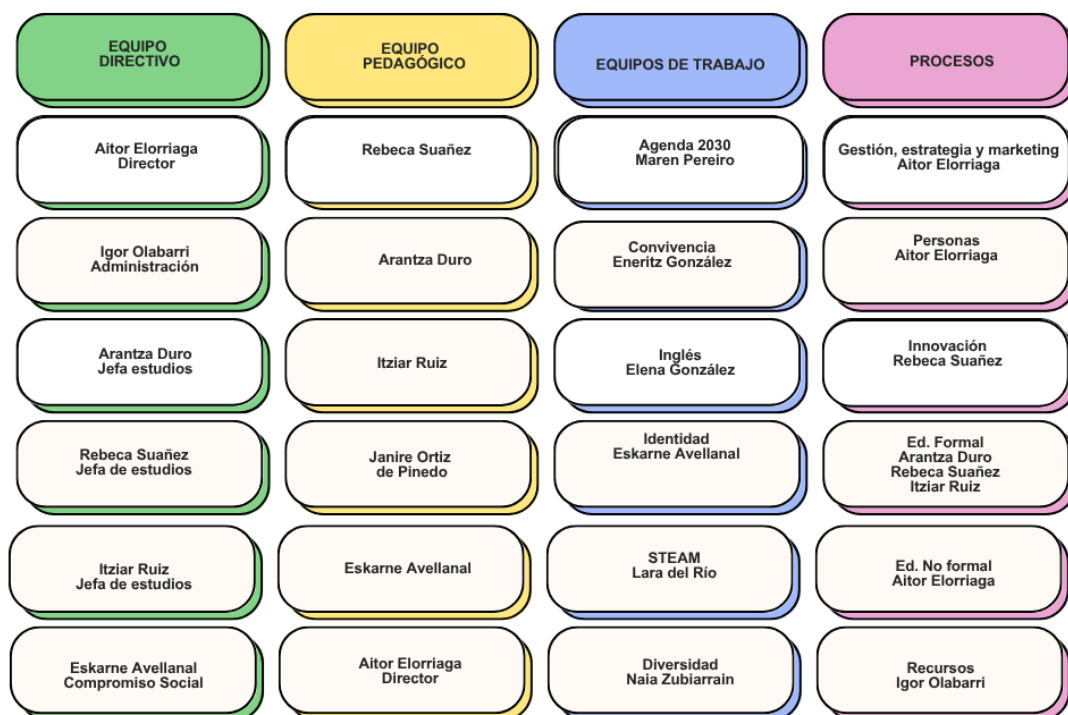 EQUIPO
DIRECTIVO
EQUIPO
PEDAGÓGICO
EQUIPOS DE TRABAJO
PROCESOS
Aitor Elorriaga
Director
Rebeca Suañez
Agenda 2030
Maren Pereiro
Gestión, estrategia y marketing
Aitor Elorriaga
Igor Olabarri
Administración
Arantza Duro
Convivencia
Eneritz González
Personas
Aitor Elorriaga
Arantza Duro
Jefa estudios
Itziar Ruiz
Inglés
Elena González
Innovación
Rebeca Suañez
Rebeca Suañez
Jefa de estudios
Janire Ortiz
de Pinedo
Identidad
Eskarne Avellanal
Ed. Formal
Arantza Duro
Rebeca Suañez
Itziar Ruiz
Itziar Ruiz
Jefa de estudios
Eskarne Avellanal
STEAM
Lara del Río
Ed. No formal
Aitor Elorriaga
Eskarne Avellanal
Compromiso Social
Aitor Elorriaga
Director
Diversidad
Naia Zubiarrain
Recursos
Igor Olabarri